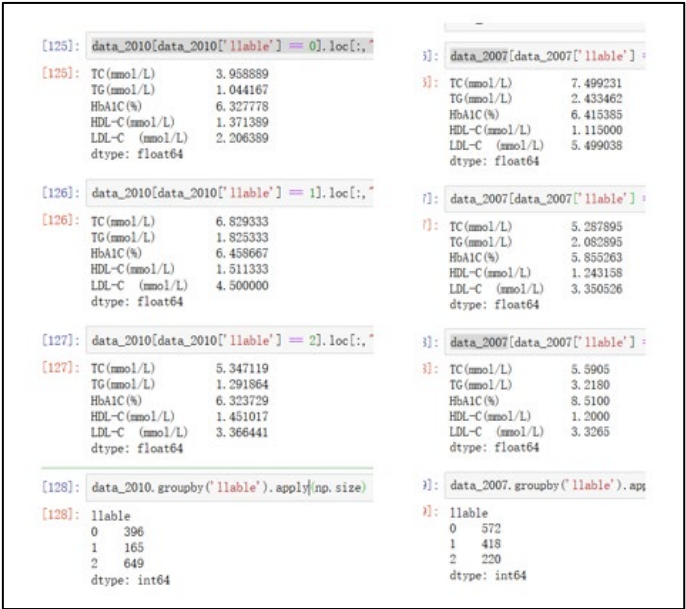 [125]: data_2010[data_2010['llable'] == 0].loc[:,"
[125]: TC(mmol/L) 3.958889
TG(mmol/L) 1.044167
HbA1C(%) 6.327778
HDL-C(mmol/L) 1.371389
LDL-C (mmol/L) 2.206389
dtype: float64
[126]: data_2010[data_2010['llable'] == 1].loc[:,"
[126]: TC(mmol/L) 6.829333
TG(mmol/L) 1.825333
HbA1C(%) 6.458667
HDL-C(mmol/L) 1.511333
LDL-C (mmol/L) 4.500000
dtype: float64
[127]: data_2010[data_2010['llable'] == 2].loc[:,"
[127]: TC(mmol/L) 5.347119
TG(mmol/L) 1.291864
HbA1C(%) 6.323729
HDL-C(mmol/L) 1.451017
LDL-C (mmol/L) 3.366441
dtype: float64
[128]: data_2010.groupby('llable').apply(np.size)
[128]: llable
0 396
1 165
2 649
dtype: int64
]: data_2007[data_2007['llable'] =
]: TC(mmol/L) 7.499231
TG(mmol/L) 2.433462
HbA1C(%) 6.415385
HDL-C(mmol/L) 1.115000
LDL-C (mmol/L) 5.499038
dtype: float64
]: data_2007[data_2007['llable'] =
]: TC(mmol/L) 5.287895
TG(mmol/L) 2.082895
HbA1C(%) 5.855263
HDL-C(mmol/L) 1.243158
LDL-C (mmol/L) 3.350526
dtype: float64
]: data_2007[data_2007['llable'] =
]: TC(mmol/L) 5.5905
TG(mmol/L) 3.2180
HbA1C(%) 8.5100
HDL-C(mmol/L) 1.2000
LDL-C (mmol/L) 3.3265
dtype: float64
]: data_2007.groupby('llable').app
]: llable
0 572
1 418
2 220
dtype: int64